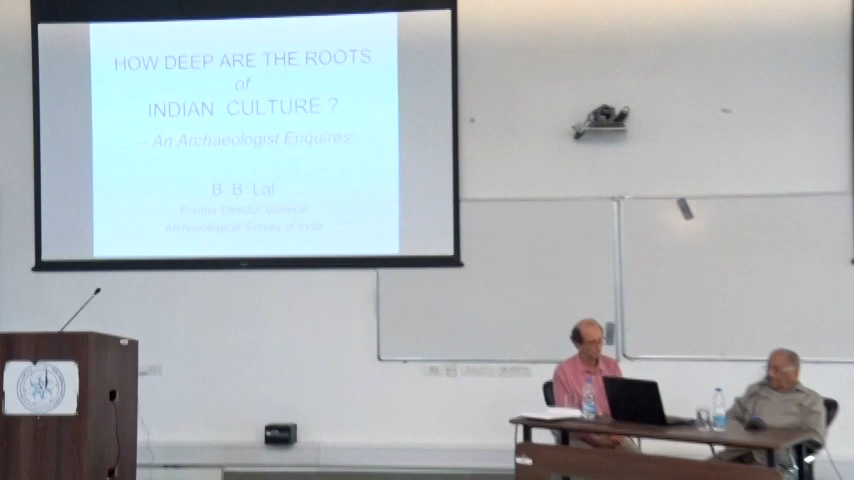 HOW DEEP ARE THE ROOTS
of
INDIAN CULTURE ?
– An Archaeologist Enquires
B. B. Lal
Former Director General
Archaeological Survey of India